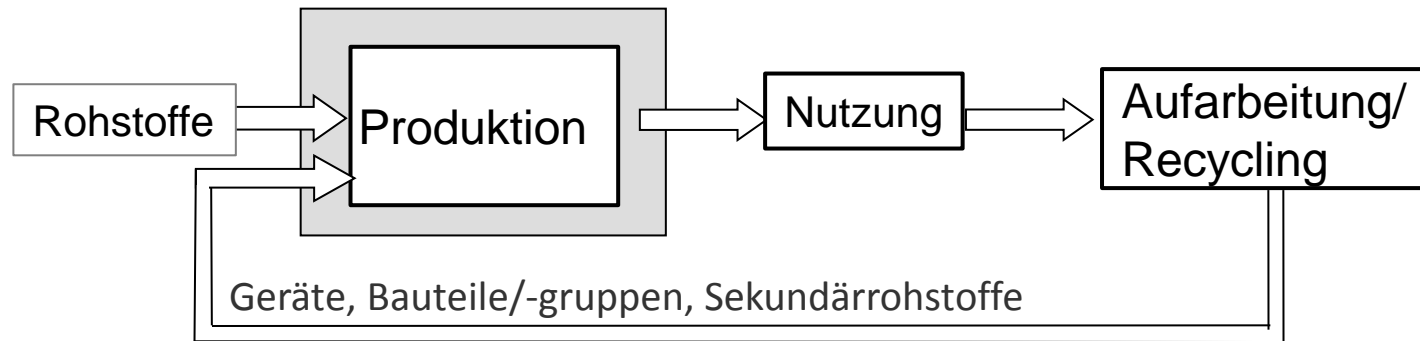 Rohstoffe
Produktion
Nutzung
Aufarbeitung/
Recycling
Geräte, Bauteile/-gruppen, Sekundärrohstoffe